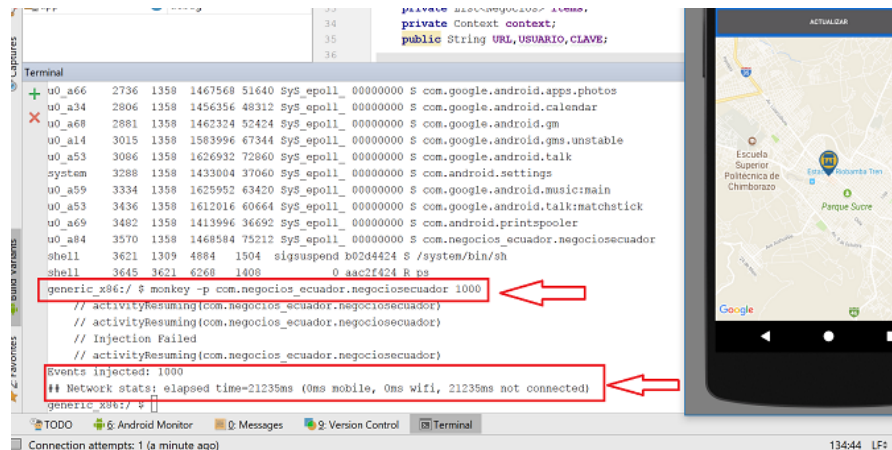 33 private List<Negocios> items;
34 private Context context;
35 public String URL,USUARIO,CLAVE;
36
Captures
Terminal
u0_a66 2736 1358 1467568 51640 SyS_epoll_ 00000000 S com.google.android.apps.photos
u0_a34 2806 1358 1456356 48312 SyS_epoll_ 00000000 S com.google.android.calendar
u0_a68 2881 1358 1462324 52424 SyS_epoll_ 00000000 S com.google.android.gm
u0_a14 3015 1358 1583996 67344 SyS_epoll_ 00000000 S com.google.android.gms.unstable
u0_a53 3086 1358 1626932 72860 SyS_epoll_ 00000000 S com.google.android.talk
system 3288 1358 1433004 37060 SyS_epoll_ 00000000 S com.android.settings
u0_a59 3334 1358 1625952 63420 SyS_epoll_ 00000000 S com.google.android.music:main
u0_a53 3436 1358 1612016 60664 SyS_epoll_ 00000000 S com.google.android.talk:matchstick
u0_a69 3482 1358 1413996 36692 SyS_epoll_ 00000000 S com.android.printspooler
u0_a84 3570 1358 1468584 75212 SyS_epoll_ 00000000 S com.negocios_ecuador.negociosecuador
shell 3621 1309 4884 1504 sigsuspend b02d4424 S /system/bin/sh
shell 3645 3621 6268 1408 0 aac2f424 R ps
generic_x86:/ $ monkey -p com.negocios_ecuador.negociosecuador 1000
// activityResuming(com.negocios_ecuador.negociosecuador)
// activityResuming(com.negocios_ecuador.negociosecuador)
// Injection Failed
// activityResuming(com.negocios_ecuador.negociosecuador)
Events injected: 1000
## Network stats: elapsed time=21235ms (0ms mobile, 0ms wifi, 21235ms not connected)
generic_x86:/ $
Build Variants
2: Favorites
TODO 6: Android Monitor 0: Messages 9: Version Control Terminal
Connection attempts: 1 (a minute ago) 134:44 LF
ACTUALIZAR
Escuela
Superior
Politécnica de
Chimborazo
Riobamba Tren
Parque Sucre
Google